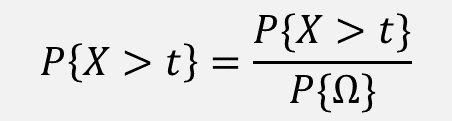 P{X > t} = P{X > t} / P{Ω}